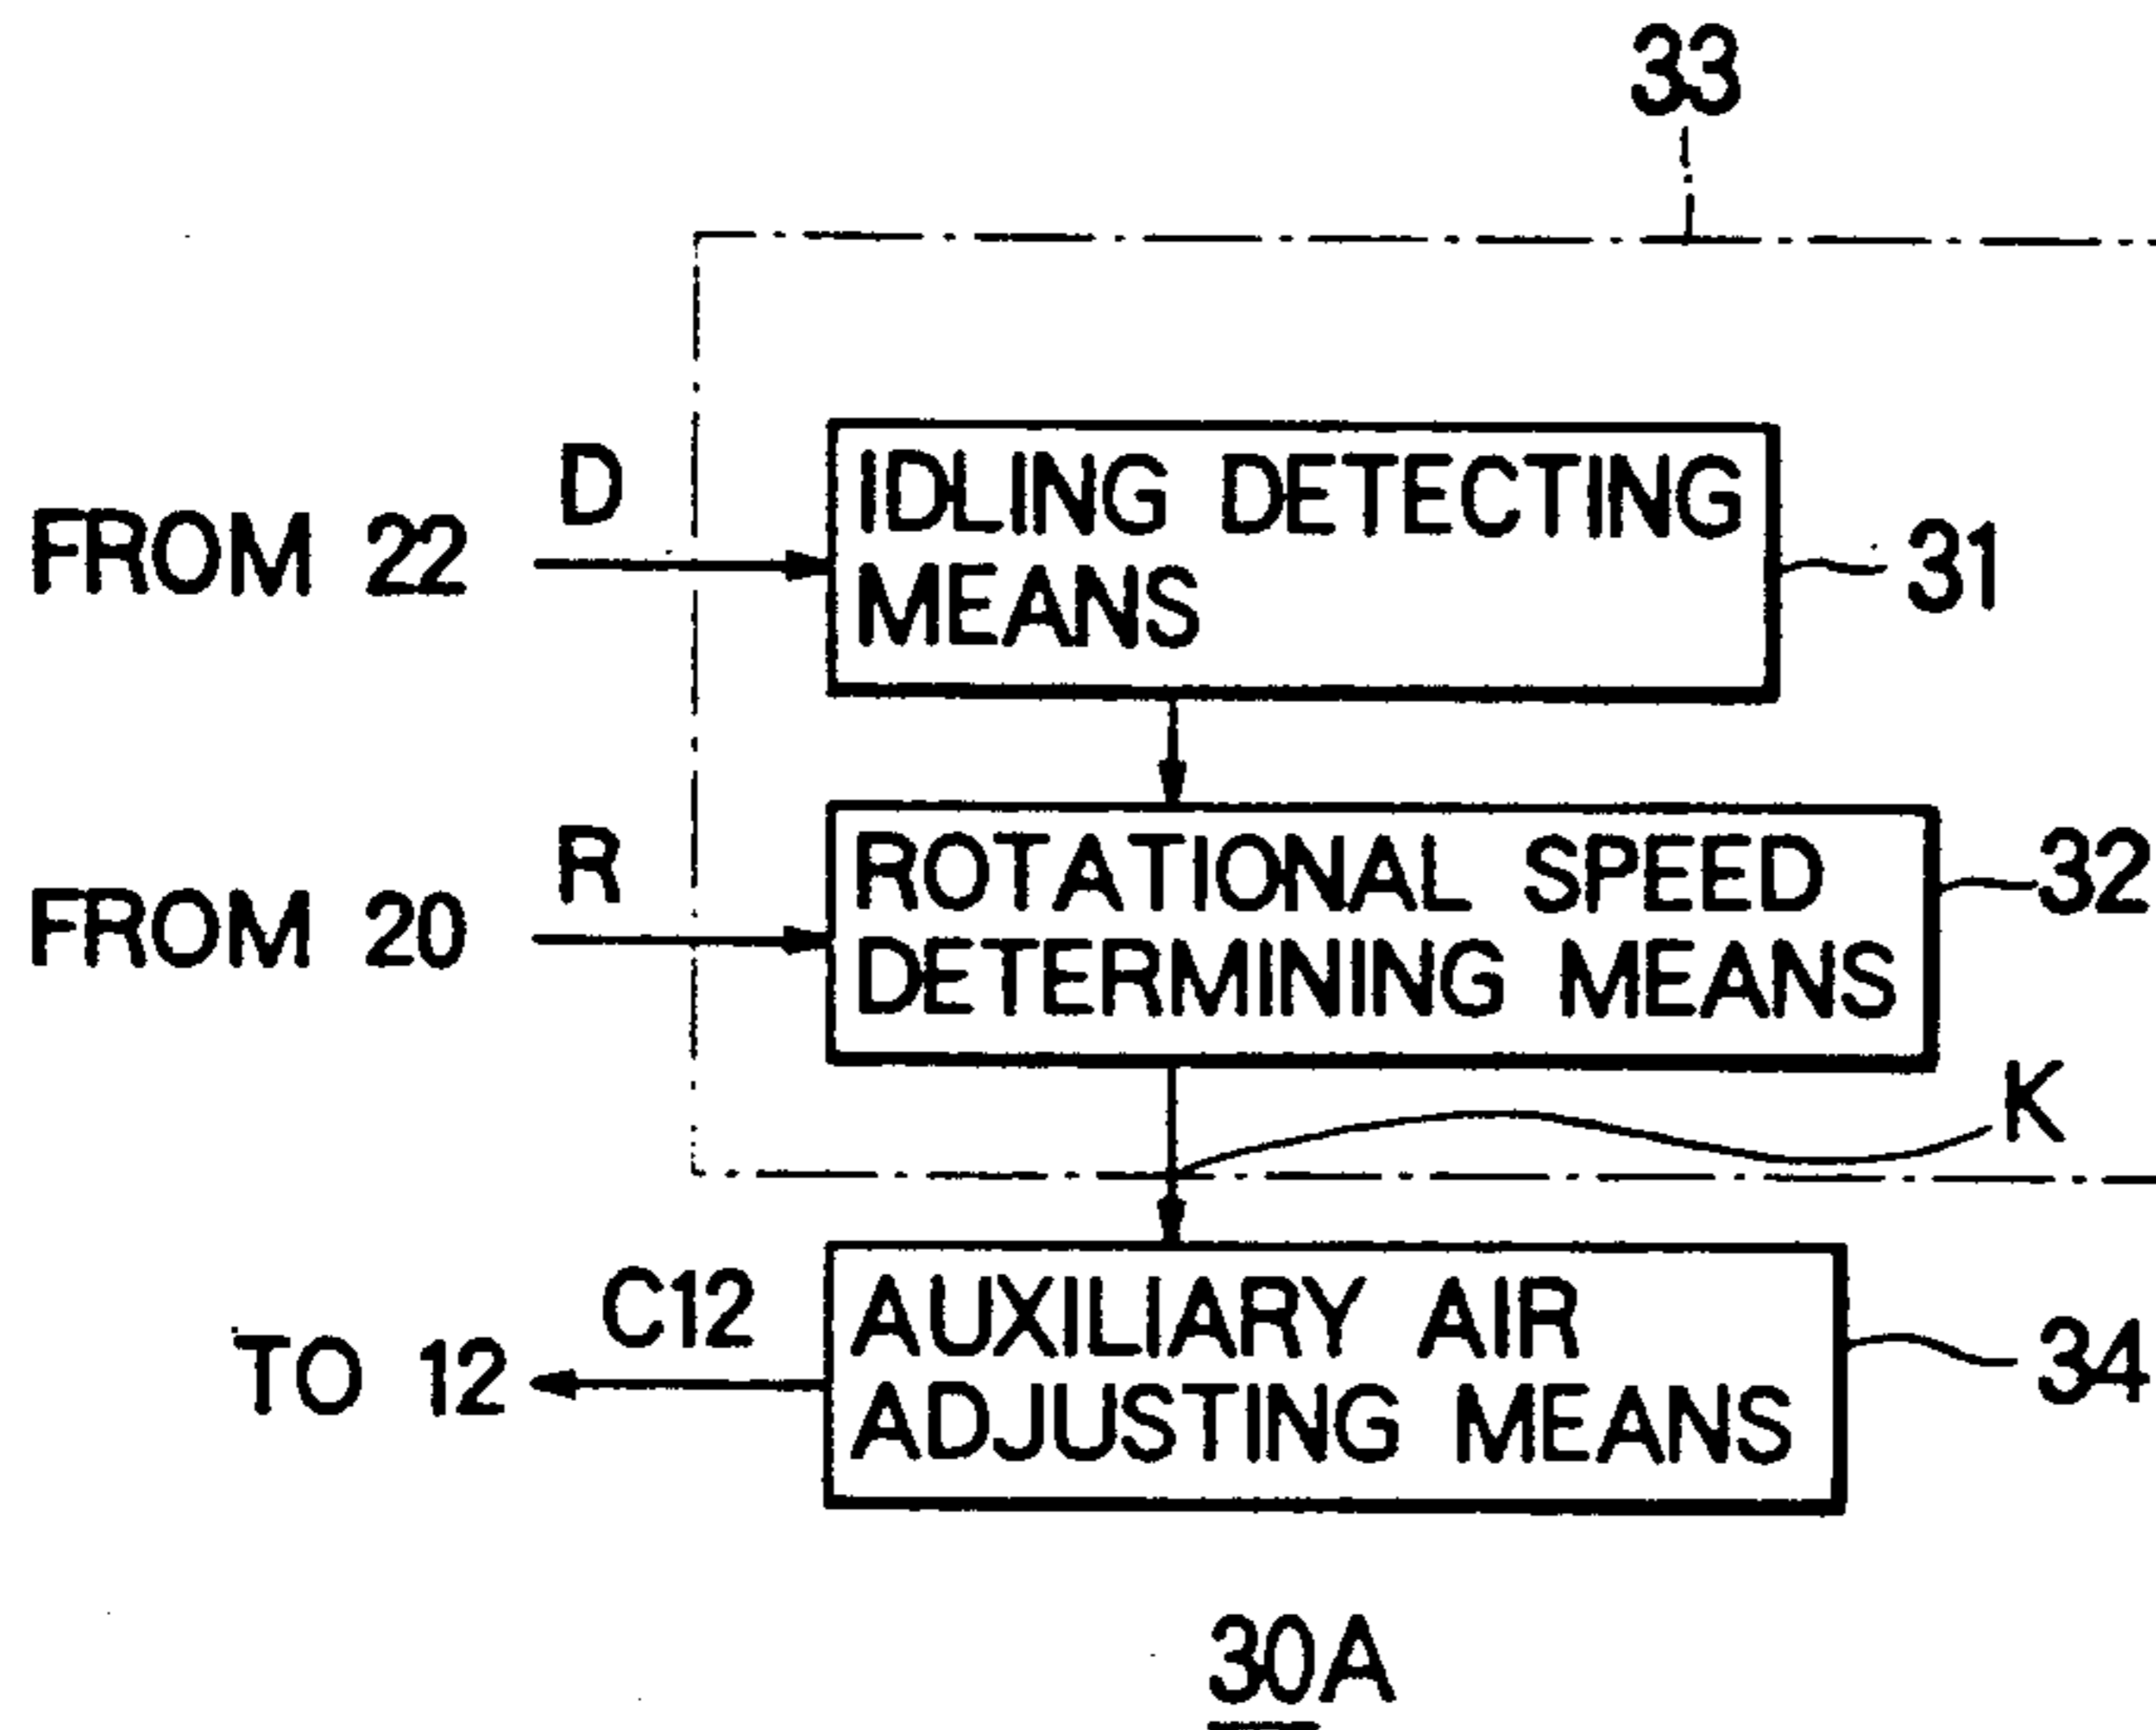 33
D
FROM 22
IDLING DETECTING
MEANS
31
R
FROM 20
ROTATIONAL SPEED
DETERMINING MEANS
32
K
C12
TO 12
AUXILIARY AIR
ADJUSTING MEANS
34
30A